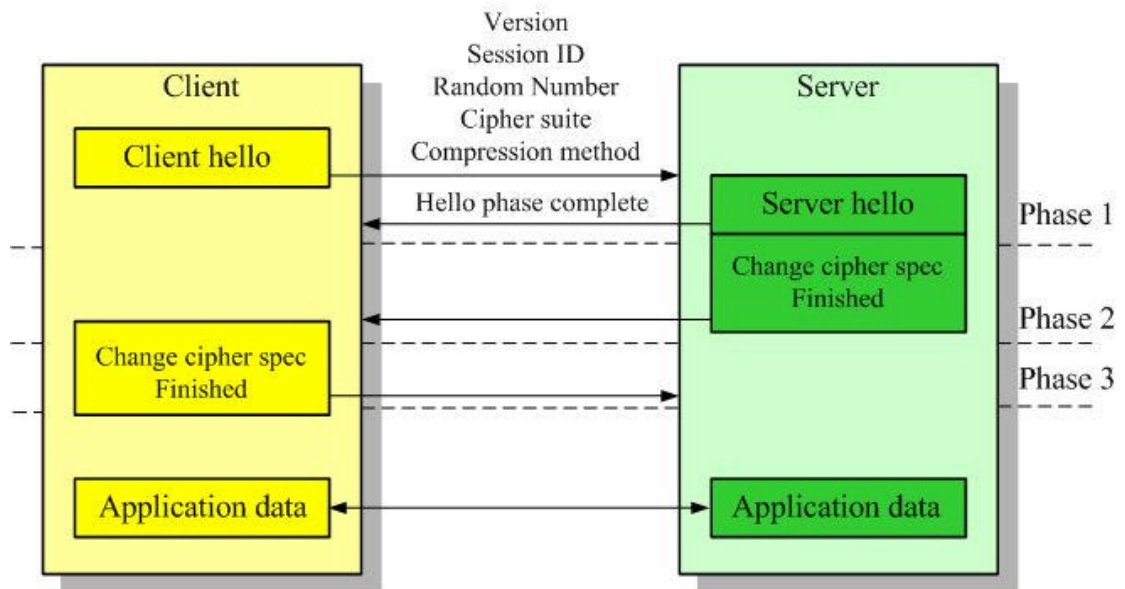 Version
Session ID
Random Number
Cipher suite
Compression method
Client
Server
Client hello
Hello phase complete
Server hello
Phase 1
Change cipher spec
Finished
Phase 2
Change cipher spec
Finished
Phase 3
Application data
Application data